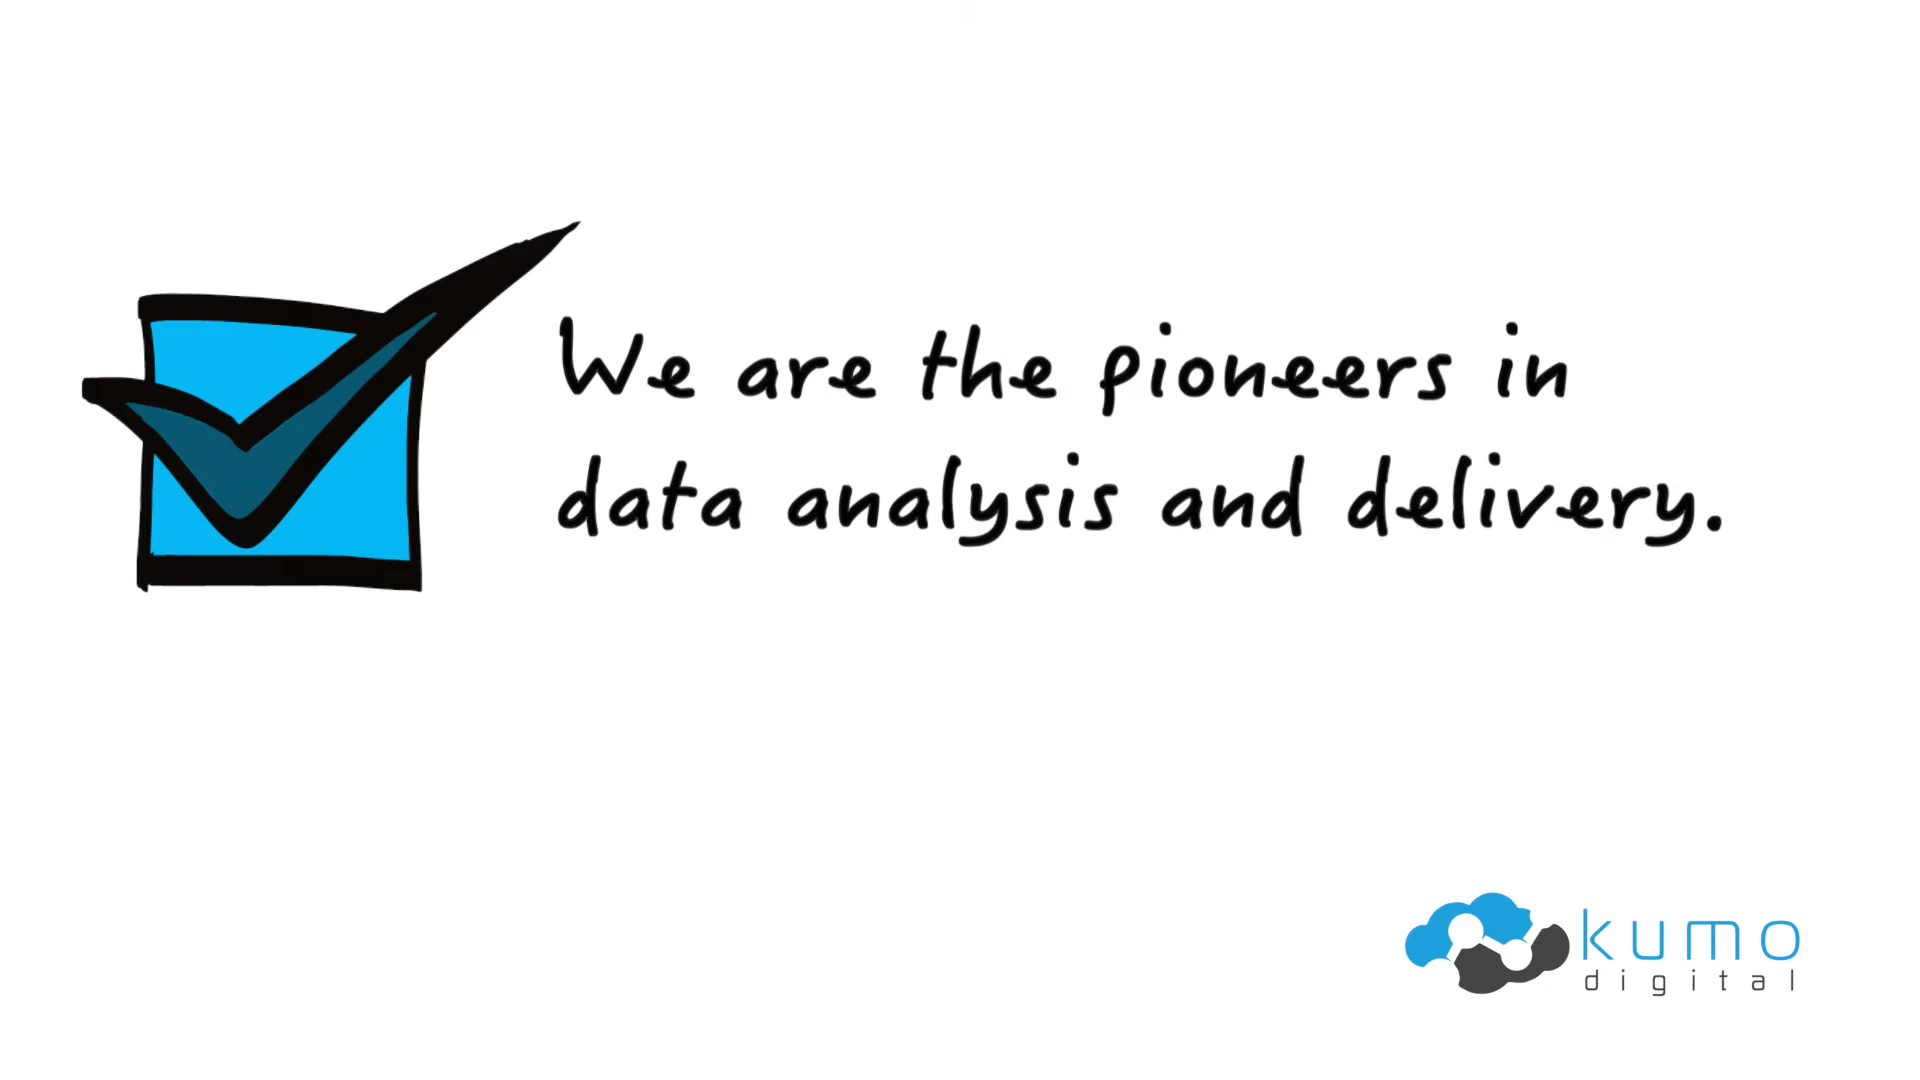 We are the pioneers in
data analysis and delivery.
kumo
digital